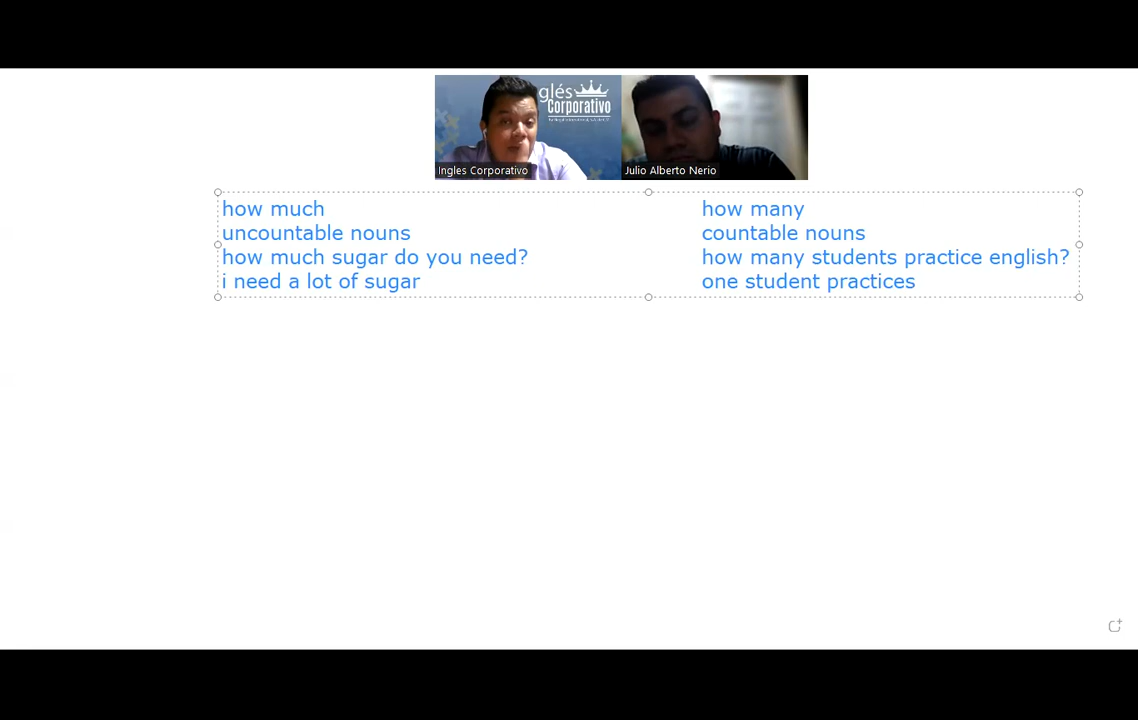 glés
Corporativo
Ingles Corporativo
Julio Alberto Nerio
how much
uncountable nouns
how much sugar do you need?
i need a lot of sugar
how many
countable nouns
how many students practice english?
one student practices